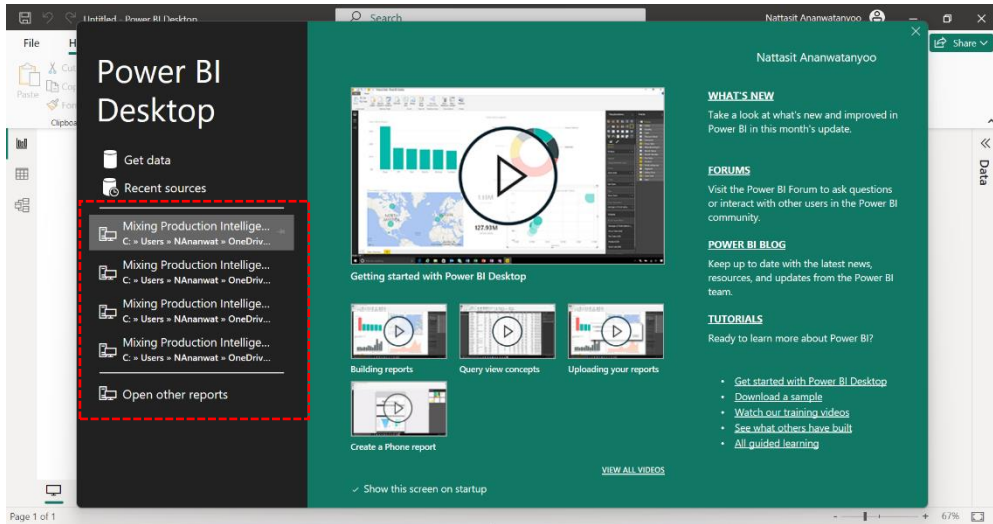 Untitled - Power BI Desktop
Search
Nattasit Ananwatanyoo
File
H
Share
Paste
Cut
Cop
For
Clipboa
Power BI
Desktop
Get data
Recent sources
Mixing Production Intellige...
C: » Users » NAnanwat » OneDriv...
Mixing Production Intellige...
C: » Users » NAnanwat » OneDriv...
Mixing Production Intellige...
C: » Users » NAnanwat » OneDriv...
Mixing Production Intellige...
C: » Users » NAnanwat » OneDriv...
Open other reports
127.93M
Getting started with Power BI Desktop
Building reports
Query view concepts
Uploading your reports
Create a Phone report
VIEW ALL VIDEOS
Show this screen on startup
Nattasit Ananwatanyoo
WHAT'S NEW
Take a look at what's new and improved in
Power BI in this month's update.
FORUMS
Visit the Power BI Forum to ask questions
or interact with other users in the Power BI
community.
POWER BI BLOG
Keep up to date with the latest news,
resources, and updates from the Power BI
team.
TUTORIALS
Ready to learn more about Power BI?
• Get started with Power BI Desktop
• Download a sample
• Watch our training videos
• See what others have built
• All guided learning
Data
Page 1 of 1
- + 67%